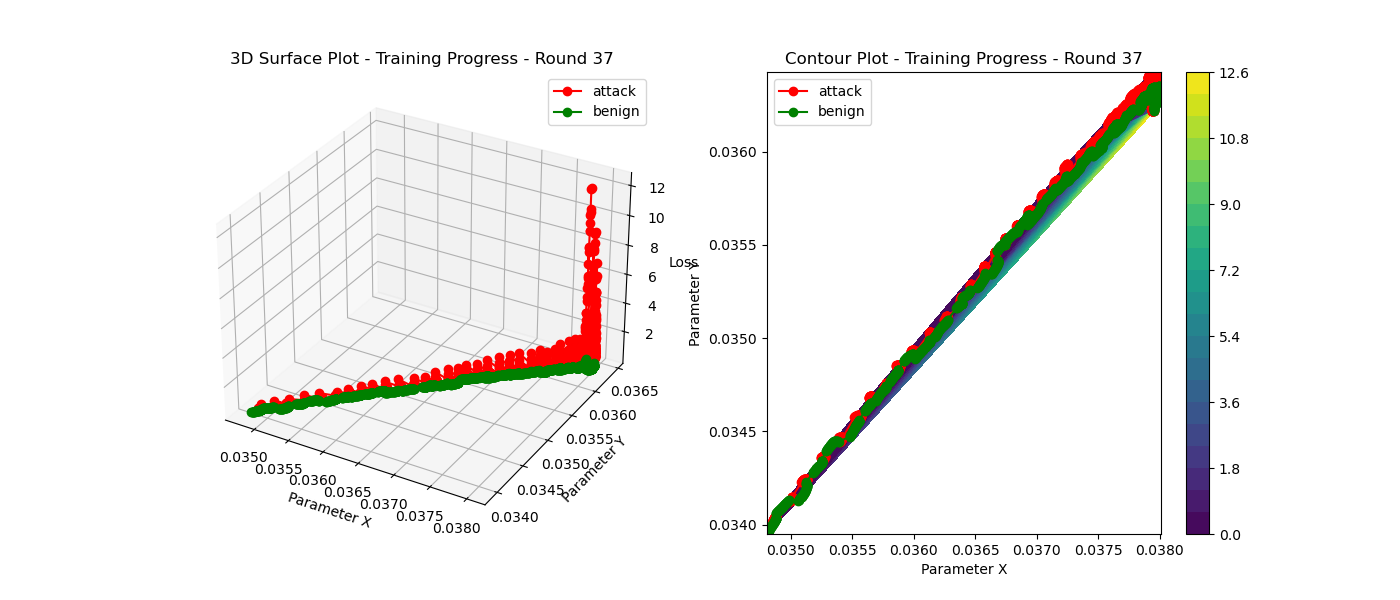 3D Surface Plot - Training Progress - Round 37
attack
benign
12
10
8
6
4
2
Loss
0.0365
0.0360
0.0355
0.0350
0.0345
0.0340
Parameter Y
0.0350
0.0355
0.0360
0.0365
0.0370
0.0375
0.0380
Parameter X
Contour Plot - Training Progress - Round 37
attack
benign
0.0360
0.0355
0.0350
0.0345
0.0340
Parameter Y
0.0350 0.0355 0.0360 0.0365 0.0370 0.0375 0.0380
Parameter X
12.6
10.8
9.0
7.2
5.4
3.6
1.8
0.0